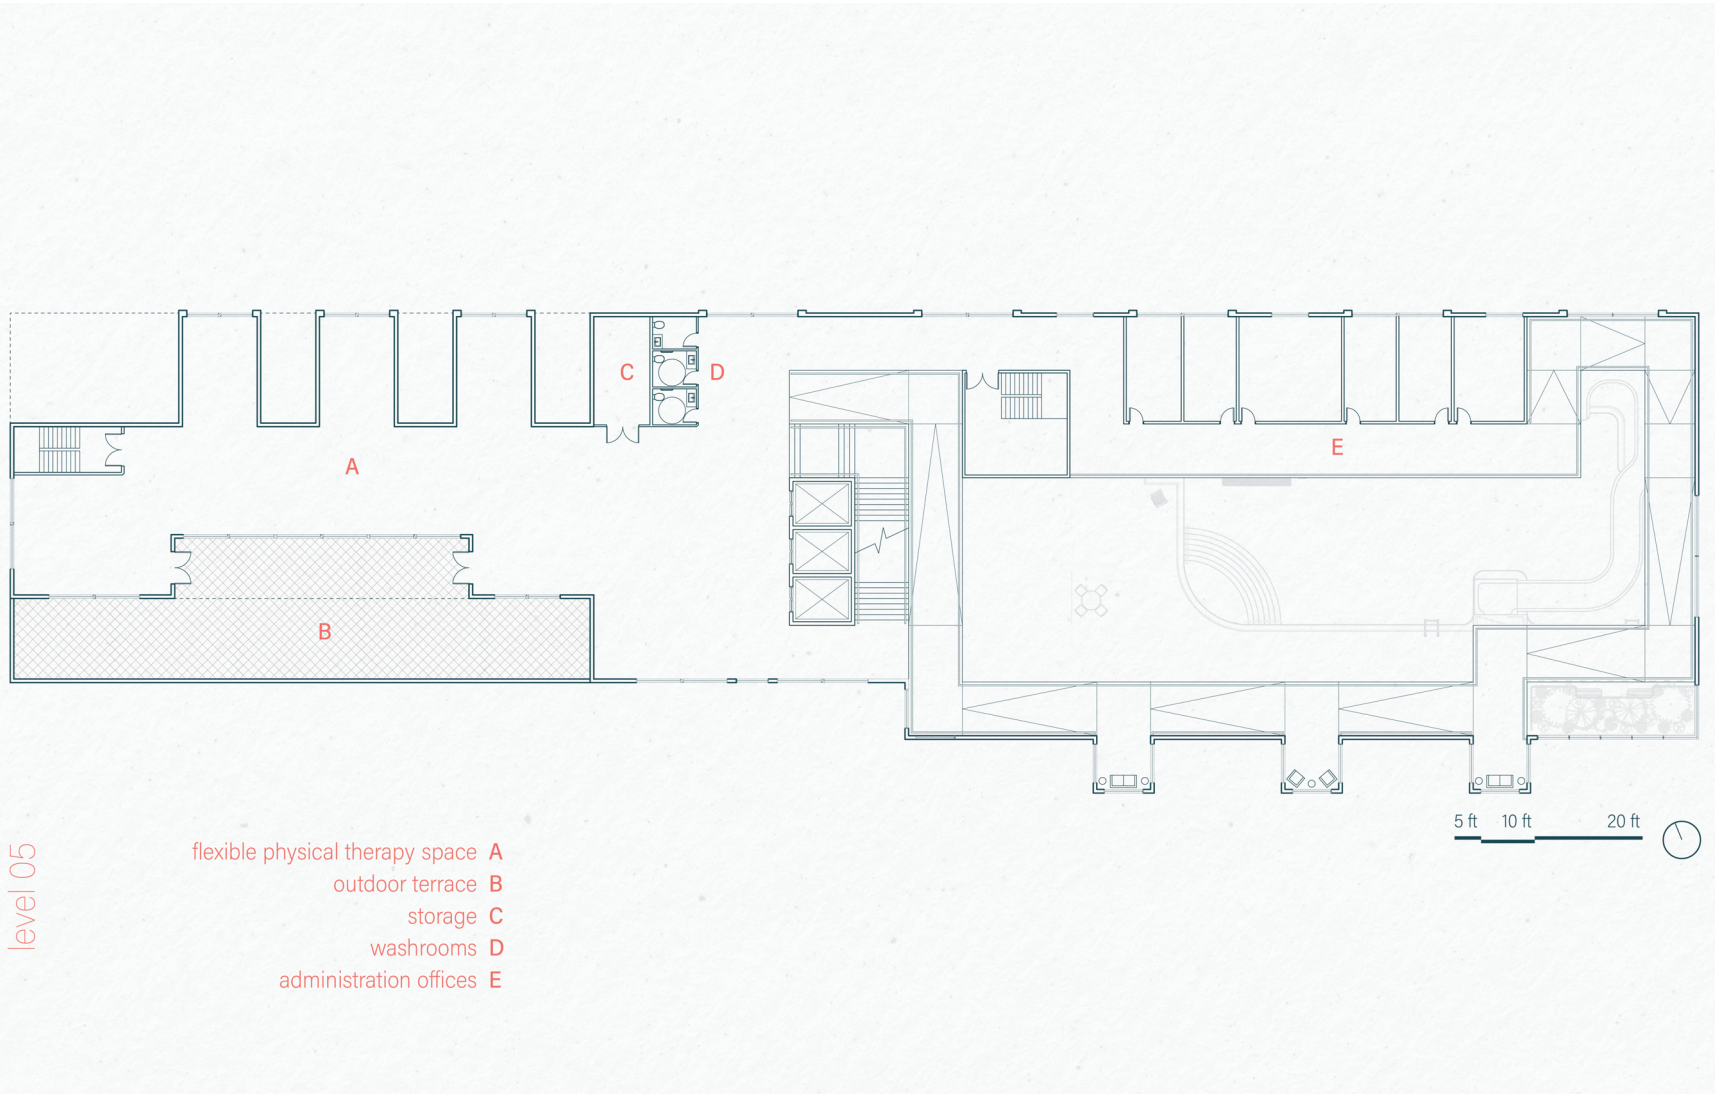 C
D
E
A
B
5 ft 10 ft 20 ft
level 05
flexible physical therapy space A
outdoor terrace B
storage C
washrooms D
administration offices E